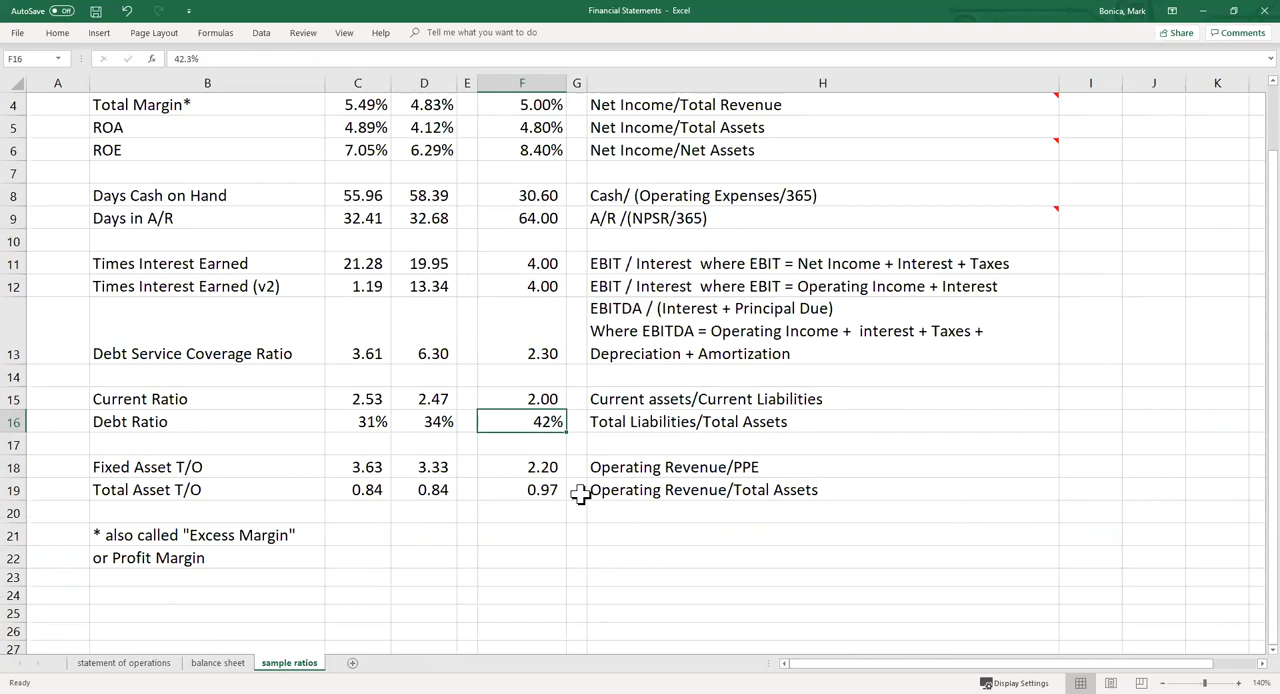 AutoSave Off Financial Statements - Excel Bonica, Mark
File Home Insert Page Layout Formulas Data Review View Help Tell me what you want to do Share Comments
F16 fx 42.3%
A B C D E F G H I J K
4 Total Margin* 5.49% 4.83% 5.00% Net Income/Total Revenue
5 ROA 4.89% 4.12% 4.80% Net Income/Total Assets
6 ROE 7.05% 6.29% 8.40% Net Income/Net Assets
7
8 Days Cash on Hand 55.96 58.39 30.60 Cash/ (Operating Expenses/365)
9 Days in A/R 32.41 32.68 64.00 A/R /(NPSR/365)
10
11 Times Interest Earned 21.28 19.95 4.00 EBIT / Interest where EBIT = Net Income + Interest + Taxes
12 Times Interest Earned (v2) 1.19 13.34 4.00 EBIT / Interest where EBIT = Operating Income + Interest
EBITDA / (Interest + Principal Due)
Where EBITDA = Operating Income + interest + Taxes +
13 Debt Service Coverage Ratio 3.61 6.30 2.30 Depreciation + Amortization
14
15 Current Ratio 2.53 2.47 2.00 Current assets/Current Liabilities
16 Debt Ratio 31% 34% 42% Total Liabilities/Total Assets
17
18 Fixed Asset T/O 3.63 3.33 2.20 Operating Revenue/PPE
19 Total Asset T/O 0.84 0.84 0.97 Operating Revenue/Total Assets
20
21 * also called "Excess Margin"
22 or Profit Margin
23
24
25
26
27
statement of operations balance sheet sample ratios
Ready Display Settings 140%